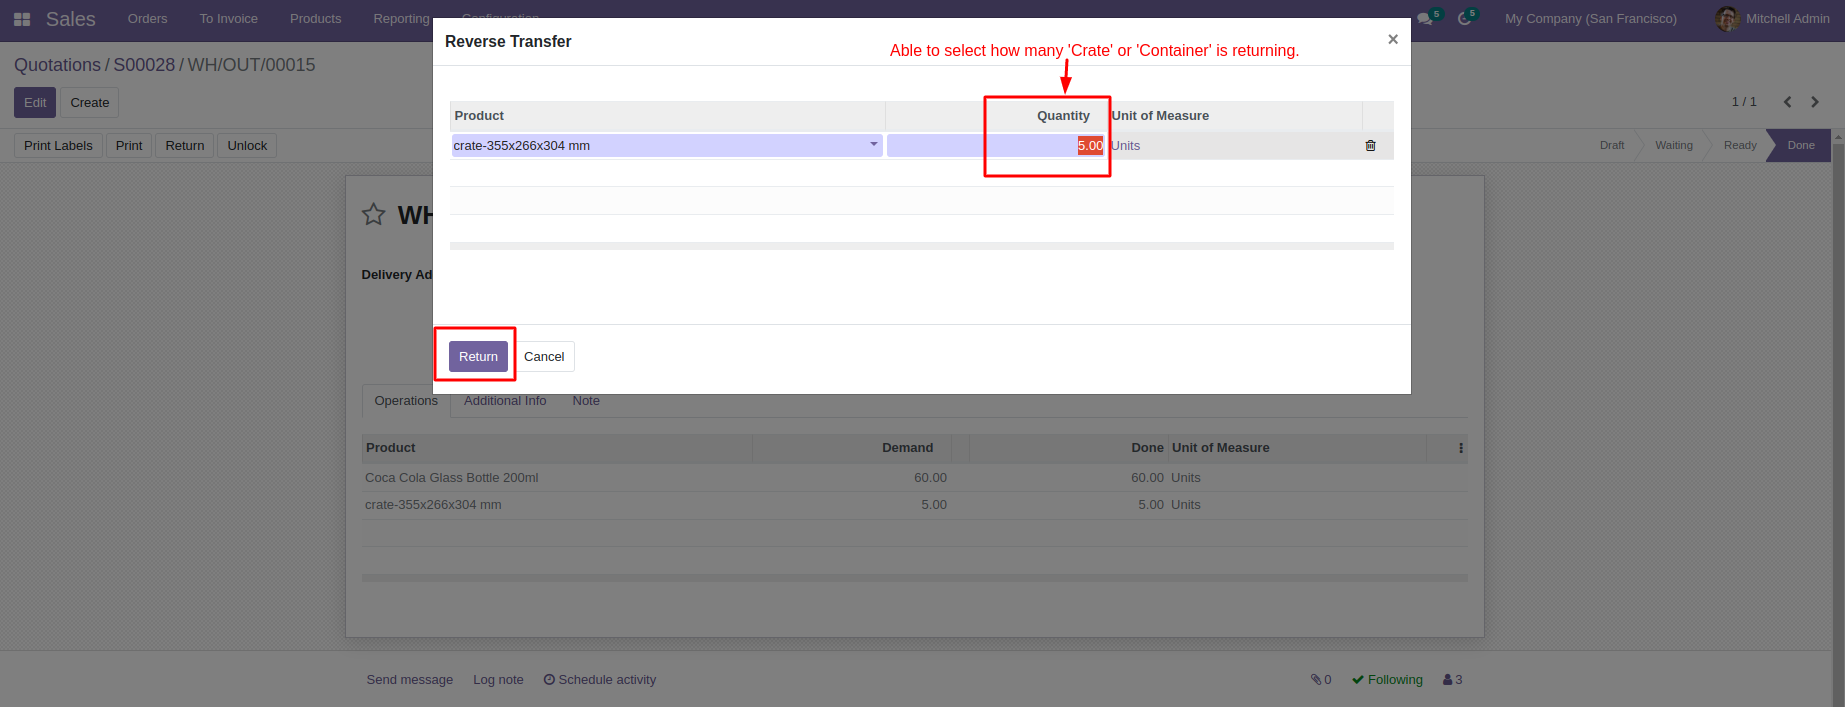 Sales Orders To Invoice Products Reporting Configuration 5 5 My Company (San Francisco) Mitchell Admin
Reverse Transfer ×
Able to select how many 'Crate' or 'Container' is returning.
Quotations / S00028 / WH/OUT/00015
Edit Create 1 / 1
Product Quantity Unit of Measure
Print Labels Print Return Unlock Draft Waiting Ready Done
crate-355x266x304 mm 5.00 Units
WH
Delivery Ad
Return Cancel
Operations Additional Info Note
Product Demand Done Unit of Measure
Coca Cola Glass Bottle 200ml 60.00 60.00 Units
crate-355x266x304 mm 5.00 5.00 Units
Send message Log note Schedule activity 0 Following 3